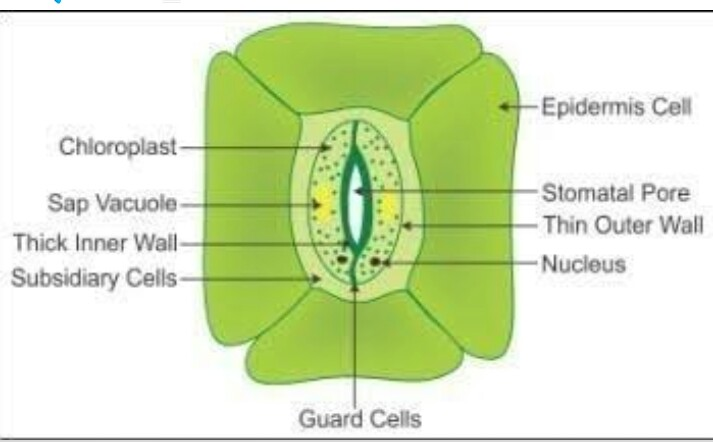 Epidermis Cell
Chloroplast
Stomatal Pore
Sap Vacuole
Thin Outer Wall
Thick Inner Wall
Nucleus
Subsidiary Cells
Guard Cells